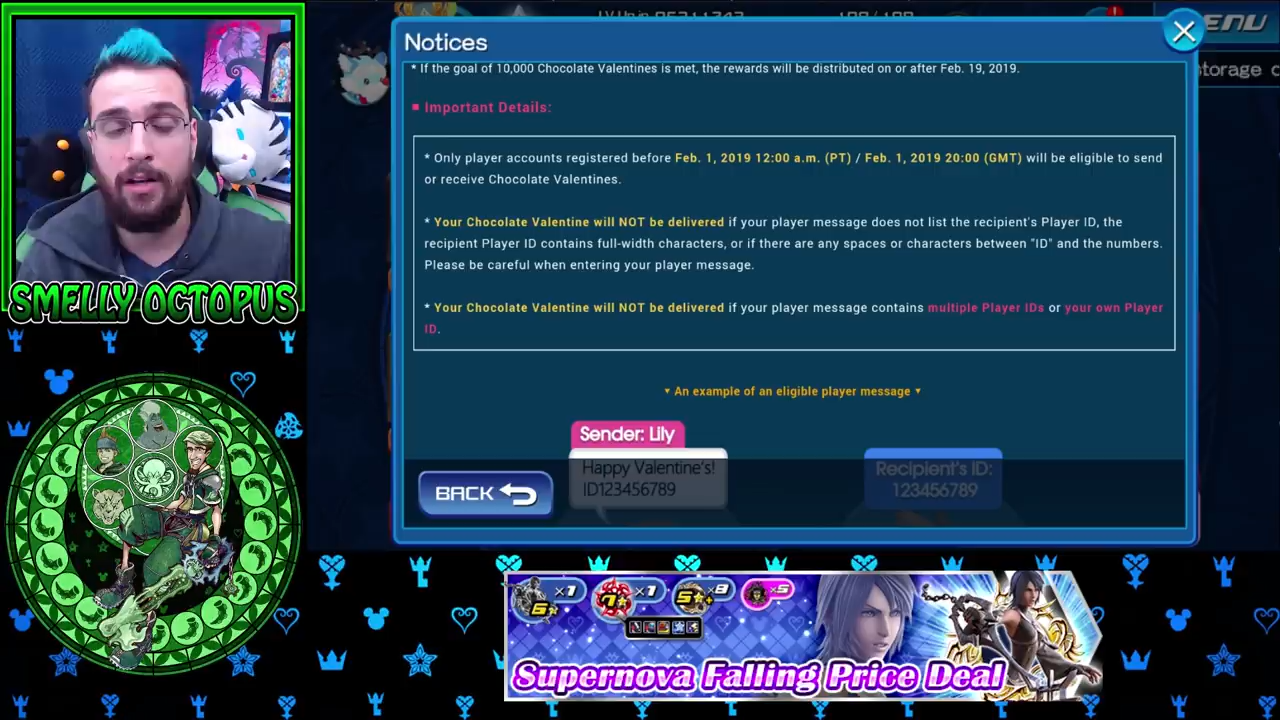 Notices
* If the goal of 10,000 Chocolate Valentines is met, the rewards will be distributed on or after Feb. 19, 2019.
Important Details:
* Only player accounts registered before Feb. 1, 2019 12:00 a.m. (PT) / Feb. 1, 2019 20:00 (GMT) will be eligible to send
or receive Chocolate Valentines.
* Your Chocolate Valentine will NOT be delivered if your player message does not list the recipient's Player ID, the
recipient Player ID contains full-width characters, or if there are any spaces or characters between "ID" and the numbers.
Please be careful when entering your player message.
* Your Chocolate Valentine will NOT be delivered if your player message contains multiple Player IDs or your own Player
ID.
▼ An example of an eligible player message ▼
Sender: Lily
Happy Valentine's!
ID123456789
Recipient's ID:
123456789
BACK
SMELLY OCTOPUS
6★ ×1
7★ ×1
5★+ ×8
×5
Supernova Falling Price Deal